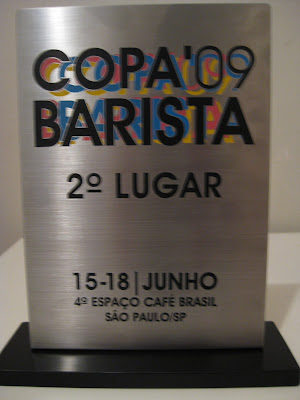 COPA'09
BARISTA
2º LUGAR
15-18|JUNHO
4º ESPAÇO CAFÉ BRASIL
SÃO PAULO/SP